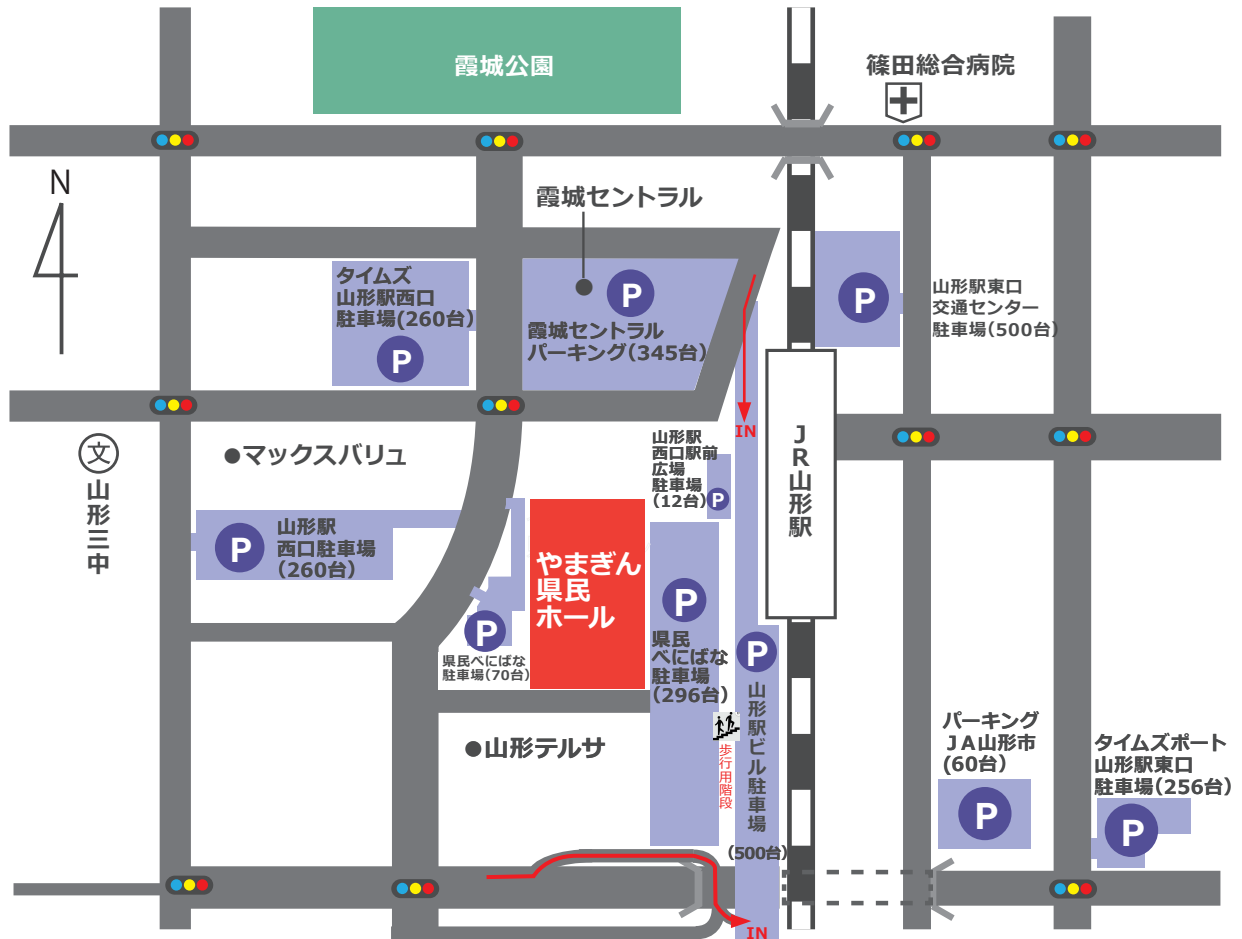 霞城公園
篠田総合病院
N
霞城セントラル
タイムズ
山形駅西口
駐車場(260台)
P
P
霞城セントラル
パーキング(345台)
P
山形駅東口
交通センター
駐車場(500台)
IN
文
山形三中
●マックスバリュ
山形駅
西口駅前
広場
駐車場
(12台)
P
JR山形駅
P
山形駅
西口駐車場
(260台)
やまぎん
県民
ホール
P
県民べにばな
駐車場(70台)
P
県民
べにばな
駐車場
(296台)
P
山形駅ビル駐車場
(500台)
歩行用階段
●山形テルサ
パーキング
JA山形市
(60台)
P
タイムズポート
山形駅東口
駐車場(256台)
P
IN